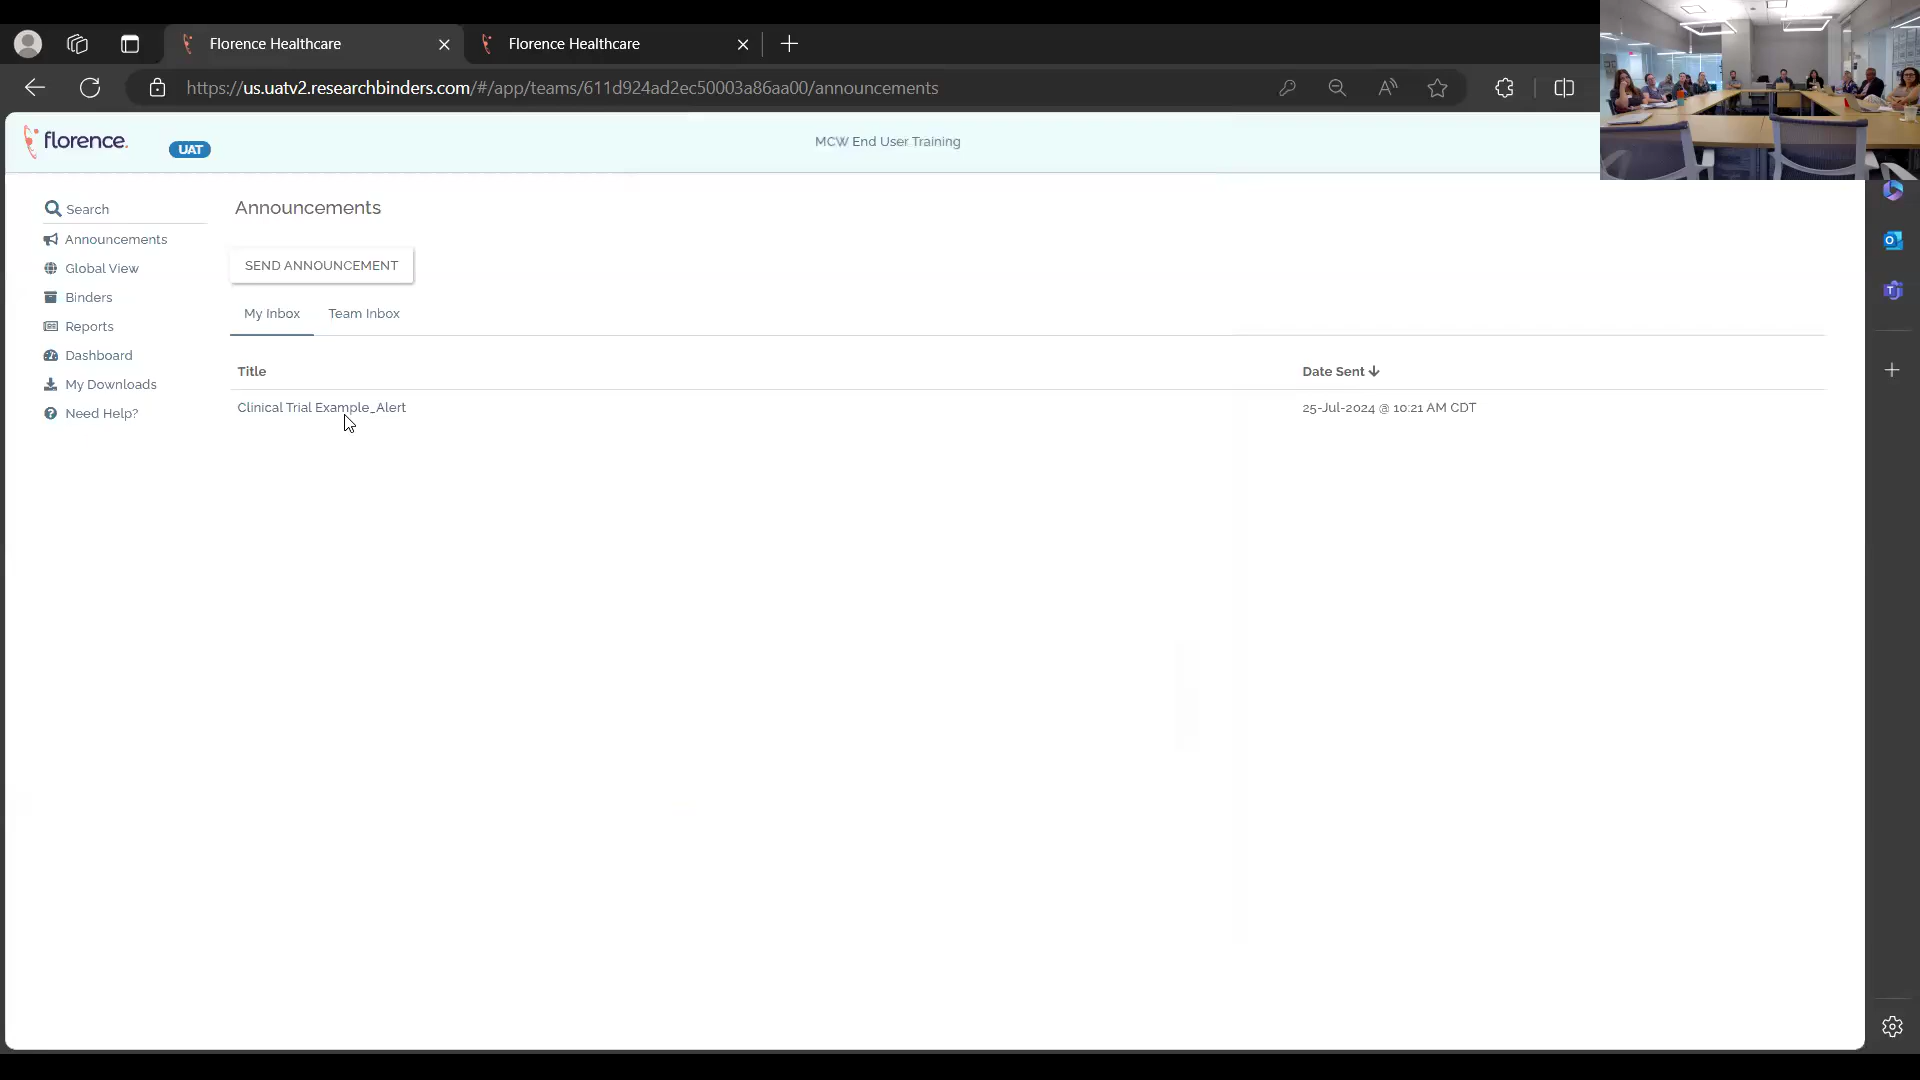 Florence Healthcare
Florence Healthcare
https://us.uatv2.researchbinders.com/#/app/teams/611d924ad2ec50003a86aa00/announcements
florence.
UAT
MCW End User Training
Search
Announcements
Global View
Binders
Reports
Dashboard
My Downloads
Need Help?
Announcements
SEND ANNOUNCEMENT
My Inbox
Team Inbox
Title
Date Sent
Clinical Trial Example_Alert
25-Jul-2024 @ 10:21 AM CDT